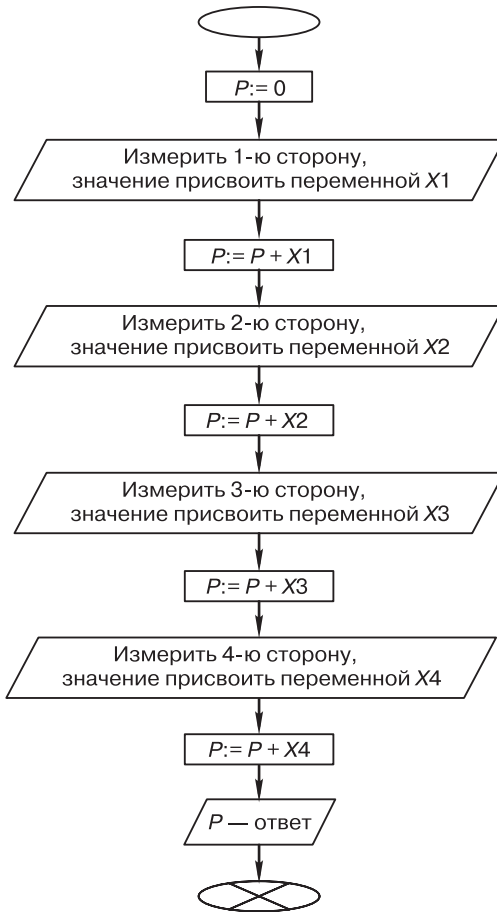 P:= 0
Измерить 1-ю сторону,
значение присвоить переменной X1
P:= P + X1
Измерить 2-ю сторону,
значение присвоить переменной X2
P:= P + X2
Измерить 3-ю сторону,
значение присвоить переменной X3
P:= P + X3
Измерить 4-ю сторону,
значение присвоить переменной X4
P:= P + X4
P — ответ